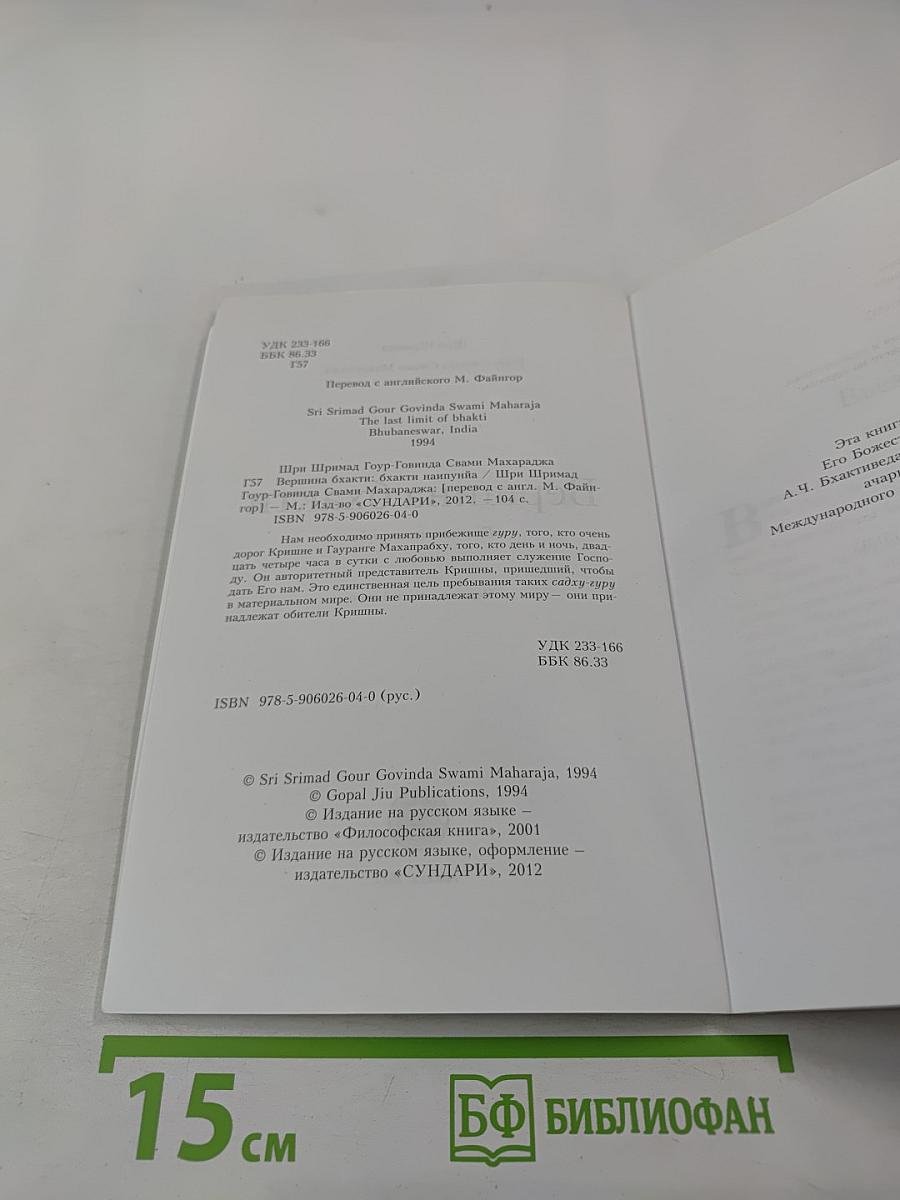 УДК 233-166
ББК 86.33
Г57
Перевод с английского М. Файнгор
Sri Srimad Gour Govinda Swami Maharaja
The last limit of bhakti
Bhubaneswar, India
1994
Шри Шримад Гоур-Говинда Свами Махараджа
Г57 Вершина бхакти: бхакти наипунйа / Шри Шримад
Гоур-Говинда Свами Махараджа: [перевод с англ. М. Файн-
гор] — М.: Изд-во «СУНДАРИ», 2012. — 104 с.
ISBN 978-5-906026-04-0
Нам необходимо принять прибежище гуру, того, кто очень
дорог Кришне и Гауранге Махапрабху, того, кто день и ночь, двад-
цать четыре часа в сутки с любовью выполняет служение Госпо-
ду. Он авторитетный представитель Кришны, пришедший, чтобы
дать Его нам. Это единственная цель пребывания таких садху-гуру
в материальном мире. Они не принадлежат этому миру — они при-
надлежат обители Кришны.
УДК 233-166
ББК 86.33
ISBN 978-5-906026-04-0 (рус.)
© Sri Srimad Gour Govinda Swami Maharaja, 1994
© Gopal Jiu Publications, 1994
© Издание на русском языке —
издательство «Философская книга», 2001
© Издание на русском языке, оформление —
издательство «СУНДАРИ», 2012
Эта книг
Его Божес
А.Ч. Бхактиведа
ачар
Международного
15 см
БФ БИБЛИОФАН